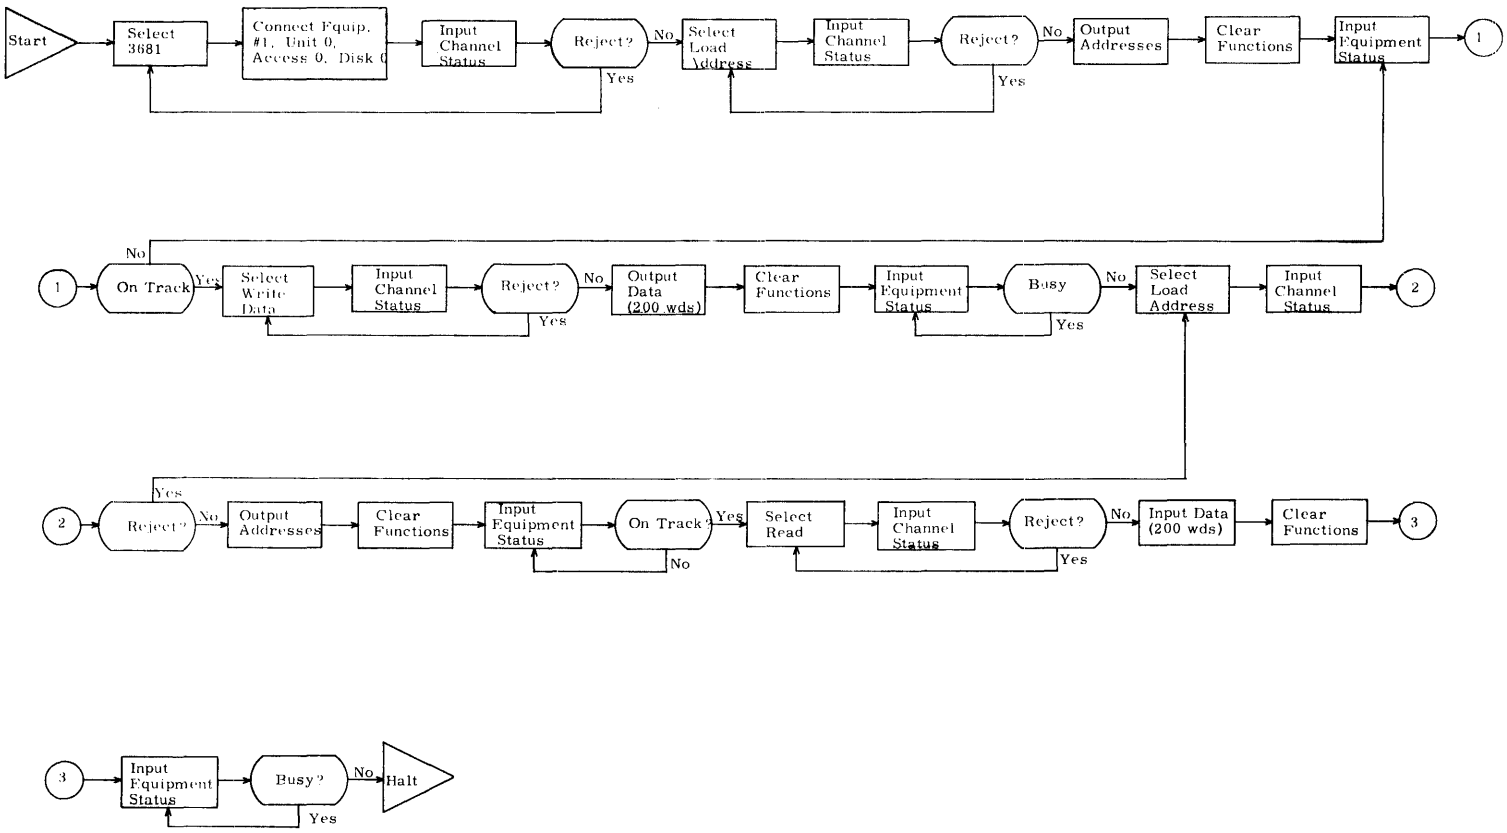 Start
Select
3681
Connect Equip.
#1, Unit 0,
Access 0, Disk 0
Input
Channel
Status
Reject?
No
Yes
Select
Load
Address
Input
Channel
Status
Reject?
No
Yes
Output
Addresses
Clear
Functions
Input
Equipment
Status
1
1
No
On Track
Yes
Select
Write
Data
Input
Channel
Status
Reject?
No
Yes
Output
Data
(200 wds)
Clear
Functions
Input
Equipment
Status
Busy
No
Yes
Select
Load
Address
Input
Channel
Status
2
2
Yes
Reject?
No
Output
Addresses
Clear
Functions
Input
Equipment
Status
On Track?
Yes
No
Select
Read
Input
Channel
Status
Reject?
No
Yes
Input Data
(200 wds)
Clear
Functions
3
3
Input
Equipment
Status
Busy?
No
Yes
Halt